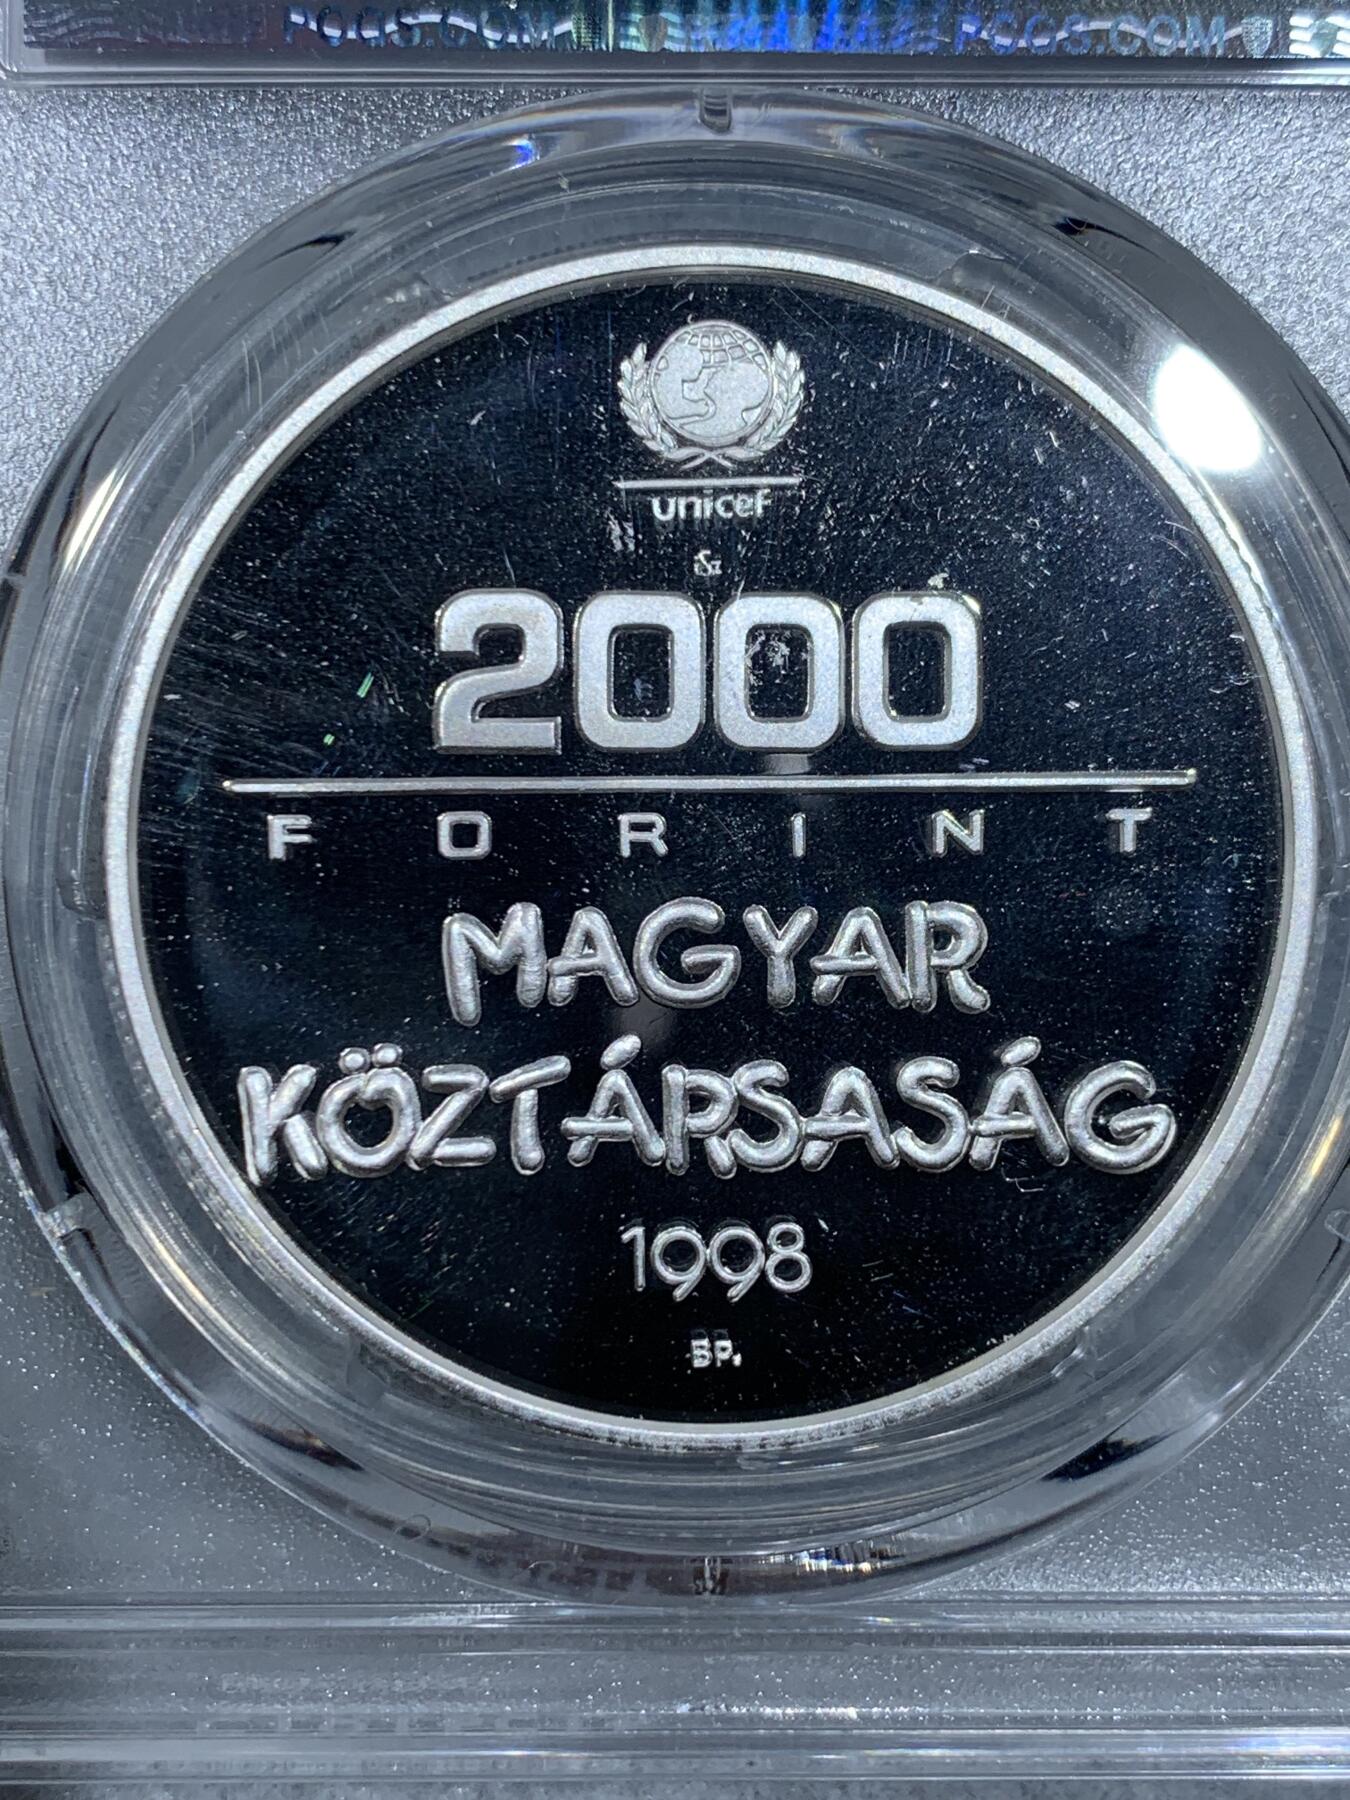 PCGS.COM PCGS.COM
unicef
2000
FORINT
MAGYAR
KÖZTÁRSASÁG
1998
BP.